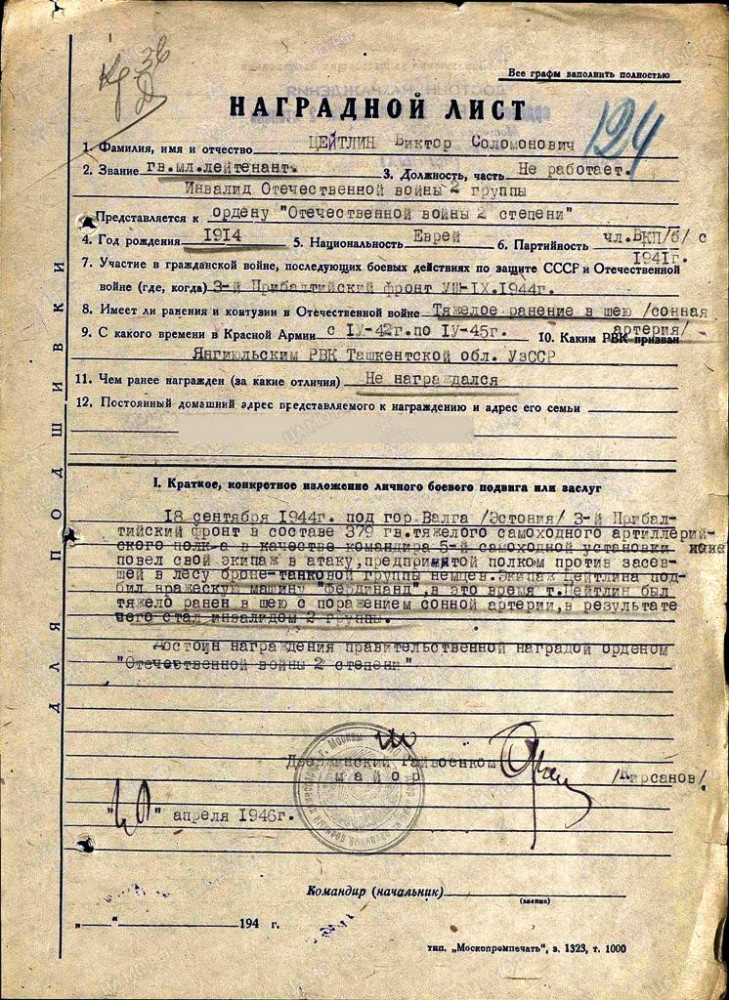 Кр зв
Д
Все графы заполнить полностью
НАГРАДНОЙ ЛИСТ
124
1. Фамилия, имя и отчество ЦЕЙТЛИН Виктор Соломонович
2. Звание гв.мл.лейтенант. 3. Должность, часть Не работает.
Инвалид Отечественной войны 2 группы
Представляется к ордену "Отечественной войны 2 степени"
4. Год рождения 1914 5. Национальность Еврей 6. Партийность чл.ВКП/б/ с
1941г.
7. Участие в гражданской войне, последующих боевых действиях по защите СССР и Отечественной
войне (где, когда) 3-й Прибалтийский фронт УШ-IX.1944г.
8. Имеет ли ранения и контузии в Отечественной войне Тяжелое ранение в шею /сонная
артерия/
9. С какого времени в Красной Армии с IУ-42г.по IУ-45г. 10. Каким РВК призван
Янгиюльским РВК Ташкентской обл. УзССР
11. Чем ранее награжден (за какие отличия) Не награждался
12. Постоянный домашний адрес представляемого к награждению и адрес его семьи
I. Краткое, конкретное изложение личного боевого подвига или заслуг
18 сентября 1944г. под гор.Валга /Эстония/ 3-й Прибал-
тийский фронт в составе 379 гв.тяжелого самоходного артиллерий-
ского полк-а в качестве командира 5-й самоходной установки
повел свой экипаж в атаку,предпринятой полком против засев-
шей в лесу броне-танковой группы немцев.Экипаж Цейтлина под-
бил вражескую машину "Фердинанд",в это время т.Цейтлин был
тяжело ранен в шею с поражением сонной артерии,в результате
чего стал инвалидом 2 группы.
Достоин награждения правительственной наградой орденом
"Отечественной войны 2 степени"
Дзержинский Райвоенком
майор /Кирсанов/
" 10 " апреля 1946г.
Командир (начальник)
(звание)
„ “ 194 г.
тип. „Москопромпечать“, з. 1323, т. 1000
ДЛЯ ПОДШИВКИ